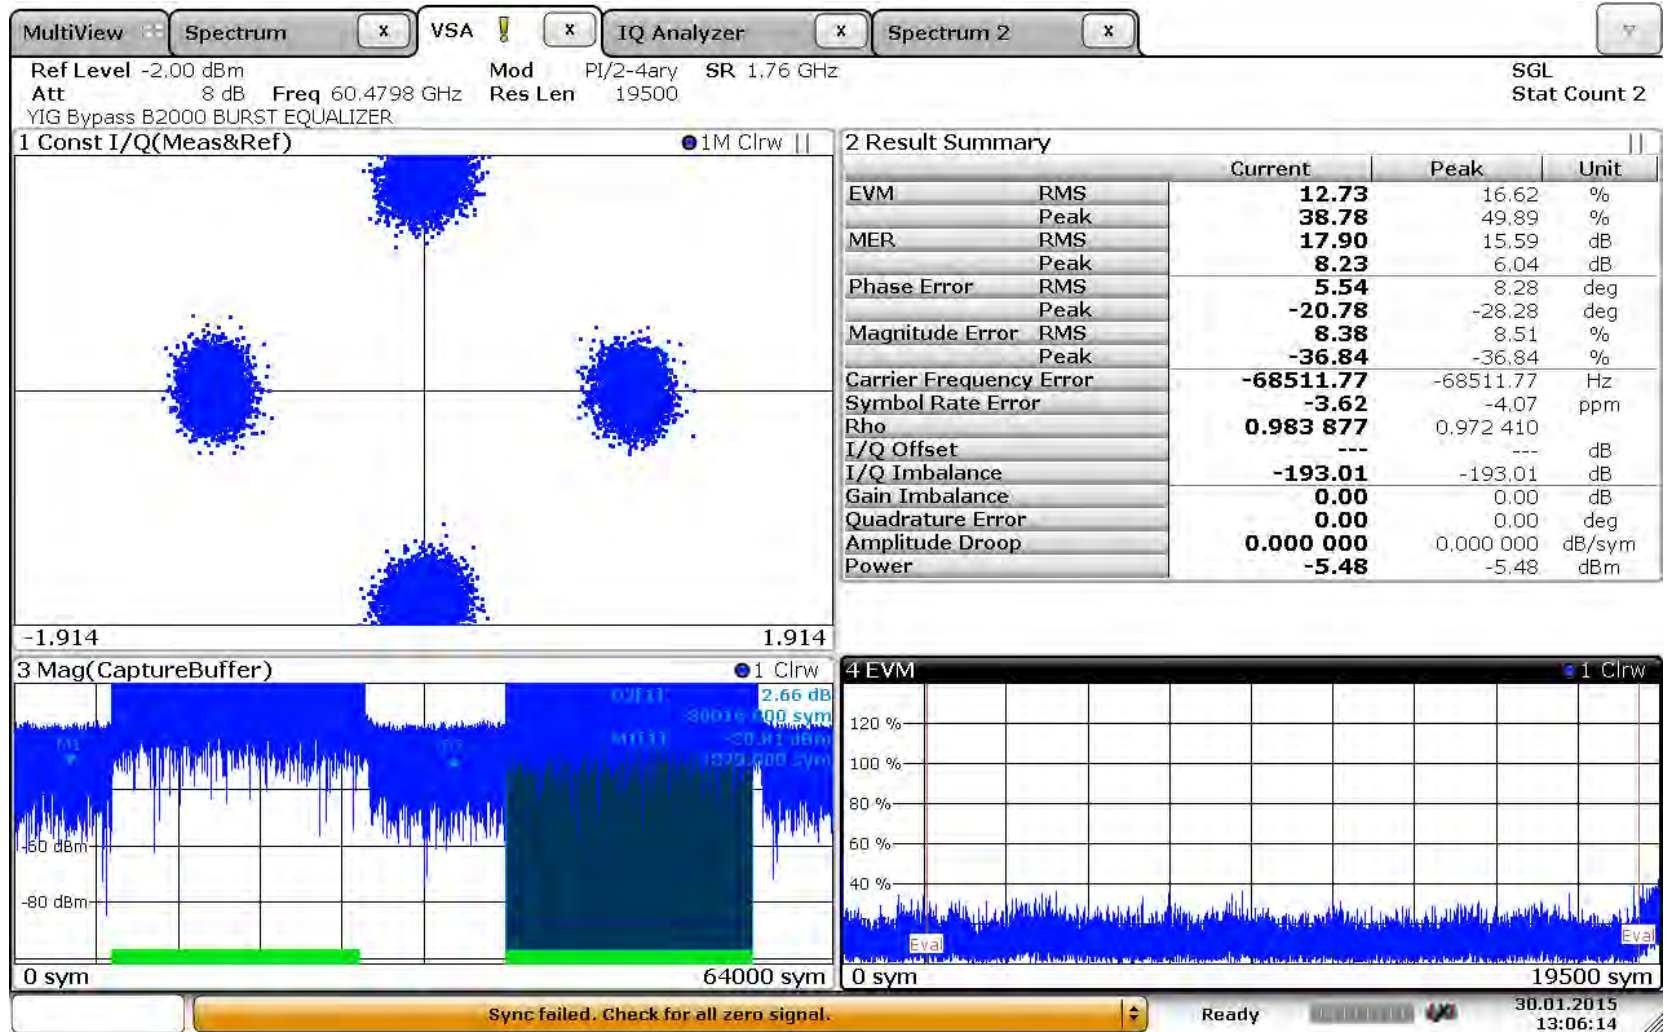 MultiView Spectrum x VSA x IQ Analyzer x Spectrum 2 x
Ref Level -2.00 dBm Mod PI/2-4ary SR 1.76 GHz SGL
Att 8 dB Freq 60.4798 GHz Res Len 19500 Stat Count 2
YIG Bypass B2000 BURST EQUALIZER
1 Const I/Q(Meas&Ref) 1M Clrw
-1.914 1.914
2 Result Summary
Current Peak Unit
EVM RMS 12.73 16.62 %
Peak 38.78 49.89 %
MER RMS 17.90 15.59 dB
Peak 8.23 6.04 dB
Phase Error RMS 5.54 8.28 deg
Peak -20.78 -28.28 deg
Magnitude Error RMS 8.38 8.51 %
Peak -36.84 -36.84 %
Carrier Frequency Error -68511.77 -68511.77 Hz
Symbol Rate Error -3.62 -4.07 ppm
Rho 0.983 877 0.972 410
I/Q Offset --- --- dB
I/Q Imbalance -193.01 -193.01 dB
Gain Imbalance 0.00 0.00 dB
Quadrature Error 0.00 0.00 deg
Amplitude Droop 0.000 000 0.000 000 dB/sym
Power -5.48 -5.48 dBm
3 Mag(CaptureBuffer) 1 Clrw
2.66 dB
sym
M1
-60 dBm
-80 dBm
0 sym 64000 sym
4 EVM 1 Clrw
120 %
100 %
80 %
60 %
40 %
Eval Eval
0 sym 19500 sym
Sync failed. Check for all zero signal. Ready 30.01.2015
13:06:14